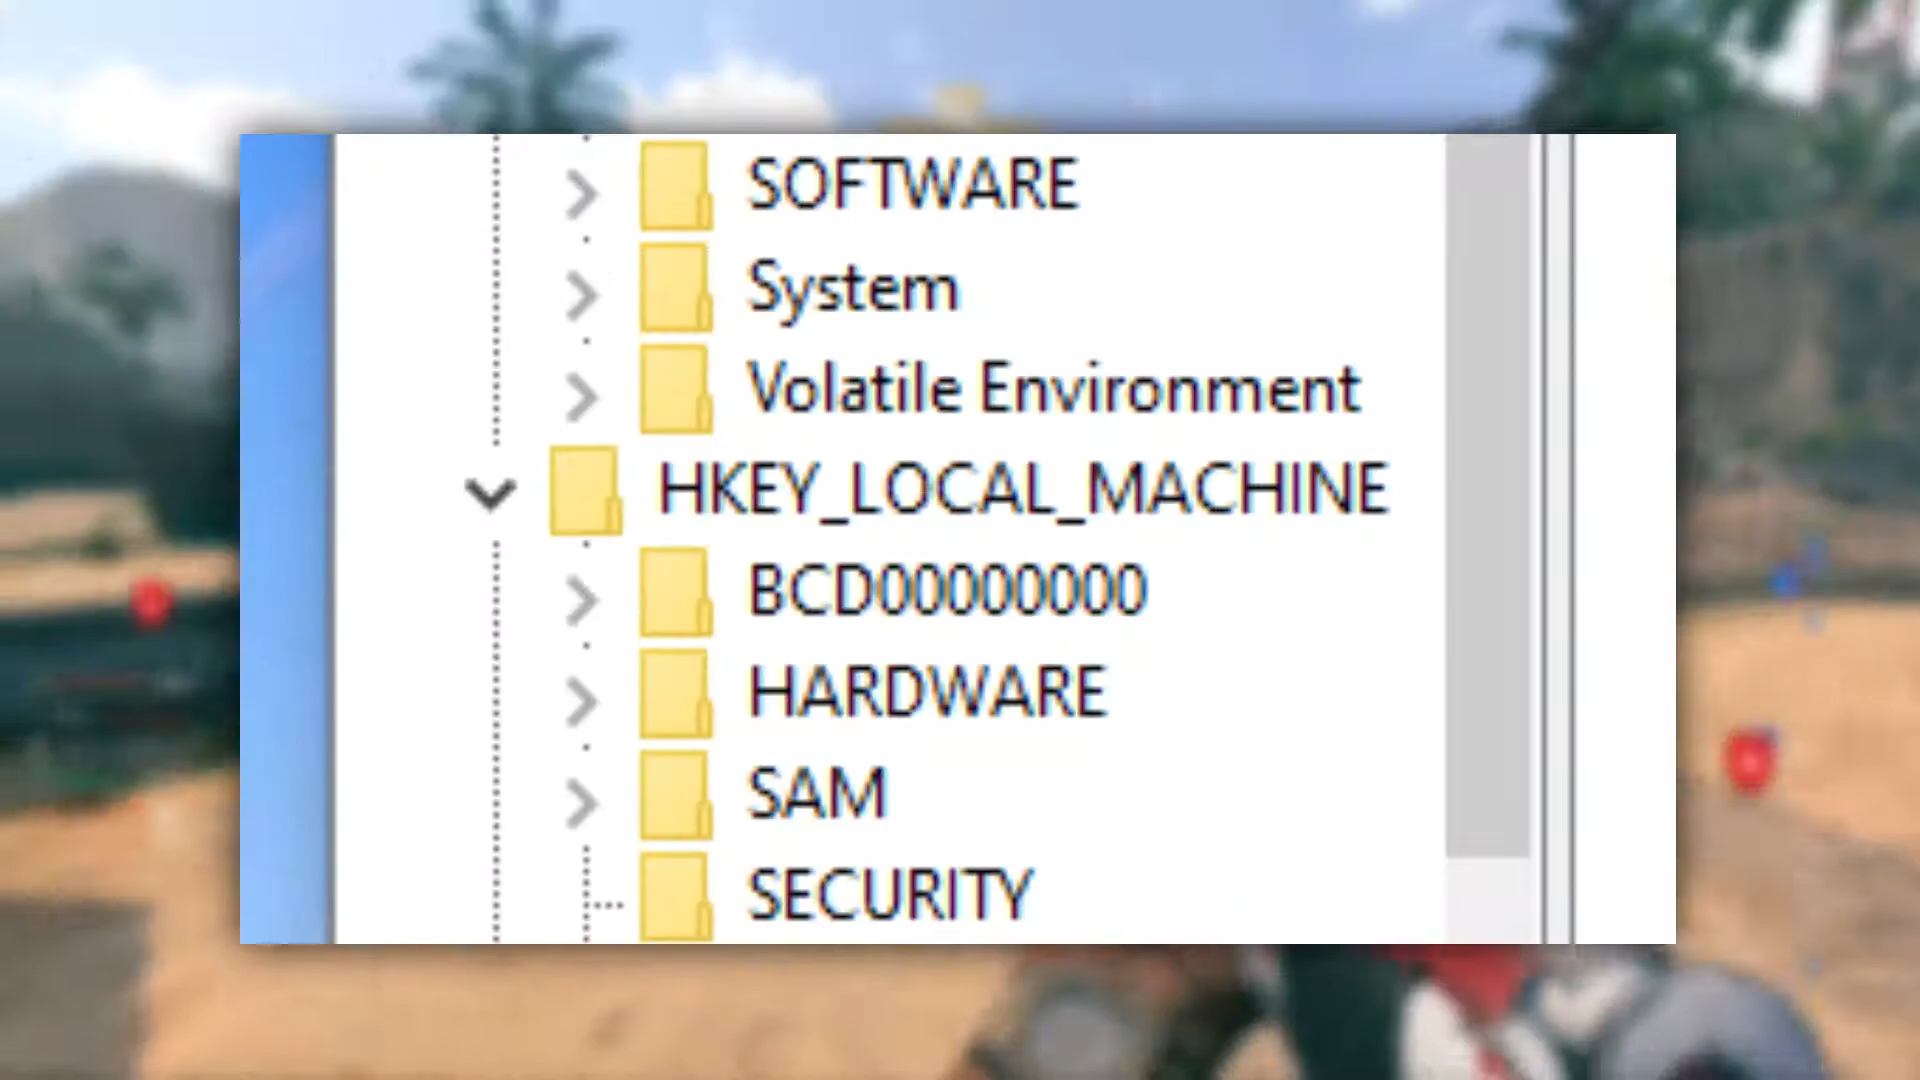 SOFTWARE
System
Volatile Environment
HKEY_LOCAL_MACHINE
BCD00000000
HARDWARE
SAM
SECURITY